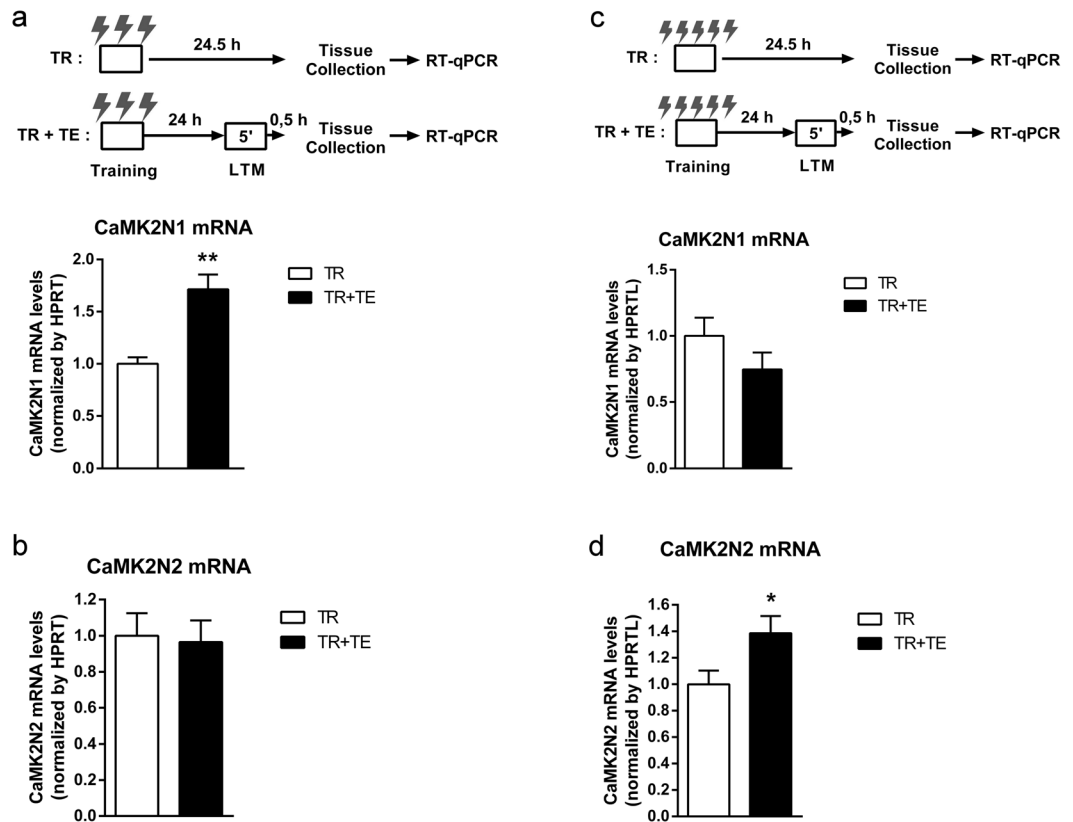 a
TR :
24.5 h
Tissue
Collection
RT-qPCR
TR + TE :
24 h
5'
0,5 h
Tissue
Collection
RT-qPCR
Training
LTM
CaMK2N1 mRNA
CaMK2N1 mRNA levels
(normalized by HPRT)
2.0
1.5
1.0
0.5
0.0
**
TR
TR+TE
b
CaMK2N2 mRNA
CaMK2N2 mRNA levels
(normalized by HPRT)
1.2
1.0
0.8
0.6
0.4
0.2
0.0
TR
TR+TE
c
TR :
24.5 h
Tissue
Collection
RT-qPCR
TR + TE :
24 h
5'
0,5 h
Tissue
Collection
RT-qPCR
Training
LTM
CaMK2N1 mRNA
CaMK2N1 mRNA levels
(normalized by HPRTL)
1.5
1.0
0.5
0.0
TR
TR+TE
d
CaMK2N2 mRNA
CaMK2N2 mRNA levels
(normalized by HPRTL)
1.6
1.4
1.2
1.0
0.8
0.6
0.4
0.2
0.0
*
TR
TR+TE